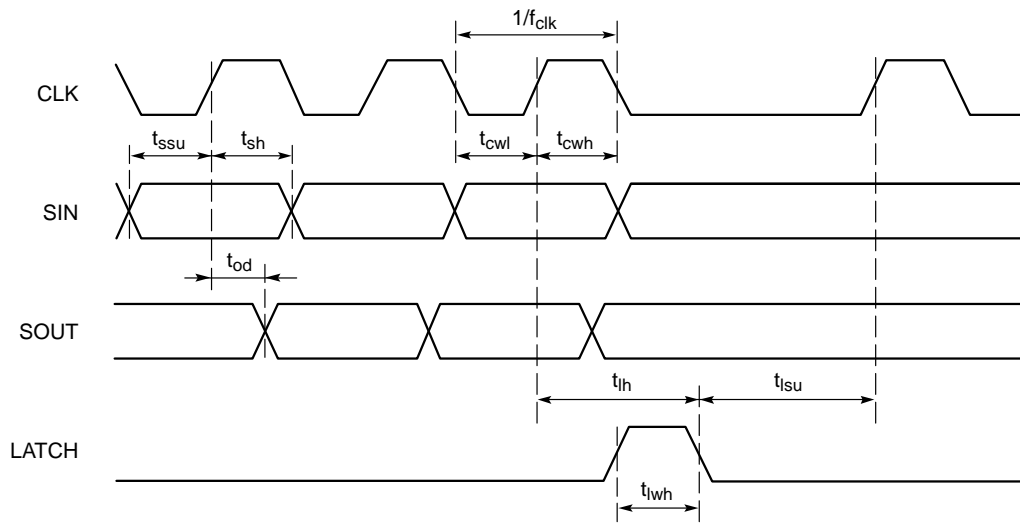 1/fclk
CLK
tssu
tsh
tcwl
tcwh
SIN
tod
SOUT
tlh
tlsu
LATCH
tlwh